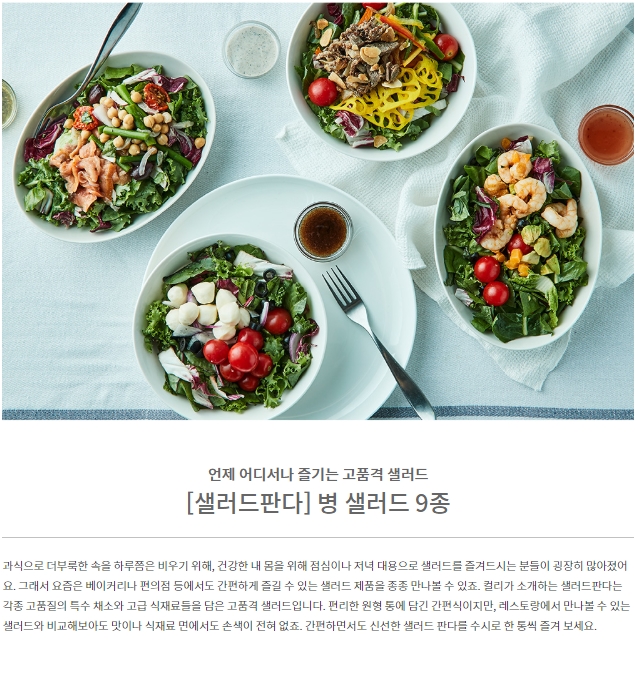 언제 어디서나 즐기는 고품격 샐러드
[샐러드판다] 병 샐러드 9종
과식으로 더부룩한 속을 하루쯤은 비우기 위해, 건강한 내 몸을 위해 점심이나 저녁 대용으로 샐러드를 즐겨드시는 분들이 굉장히 많아졌어
요. 그래서 요즘은 베이커리나 편의점 등에서도 간편하게 즐길 수 있는 샐러드 제품을 종종 만나볼 수 있죠. 컬리가 소개하는 샐러드판다는
각종 고품질의 특수 채소와 고급 식재료들을 담은 고품격 샐러드입니다. 편리한 원형 통에 담긴 간편식이지만, 레스토랑에서 만나볼 수 있는
샐러드와 비교해보아도 맛이나 식재료 면에서도 손색이 전혀 없죠. 간편하면서도 신선한 샐러드 판다를 수시로 한 통씩 즐겨 보세요.